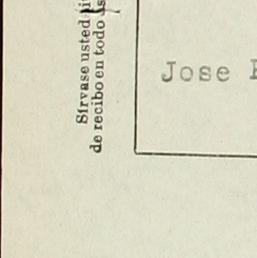 Sírvase usted
de recibo en todo
Jose